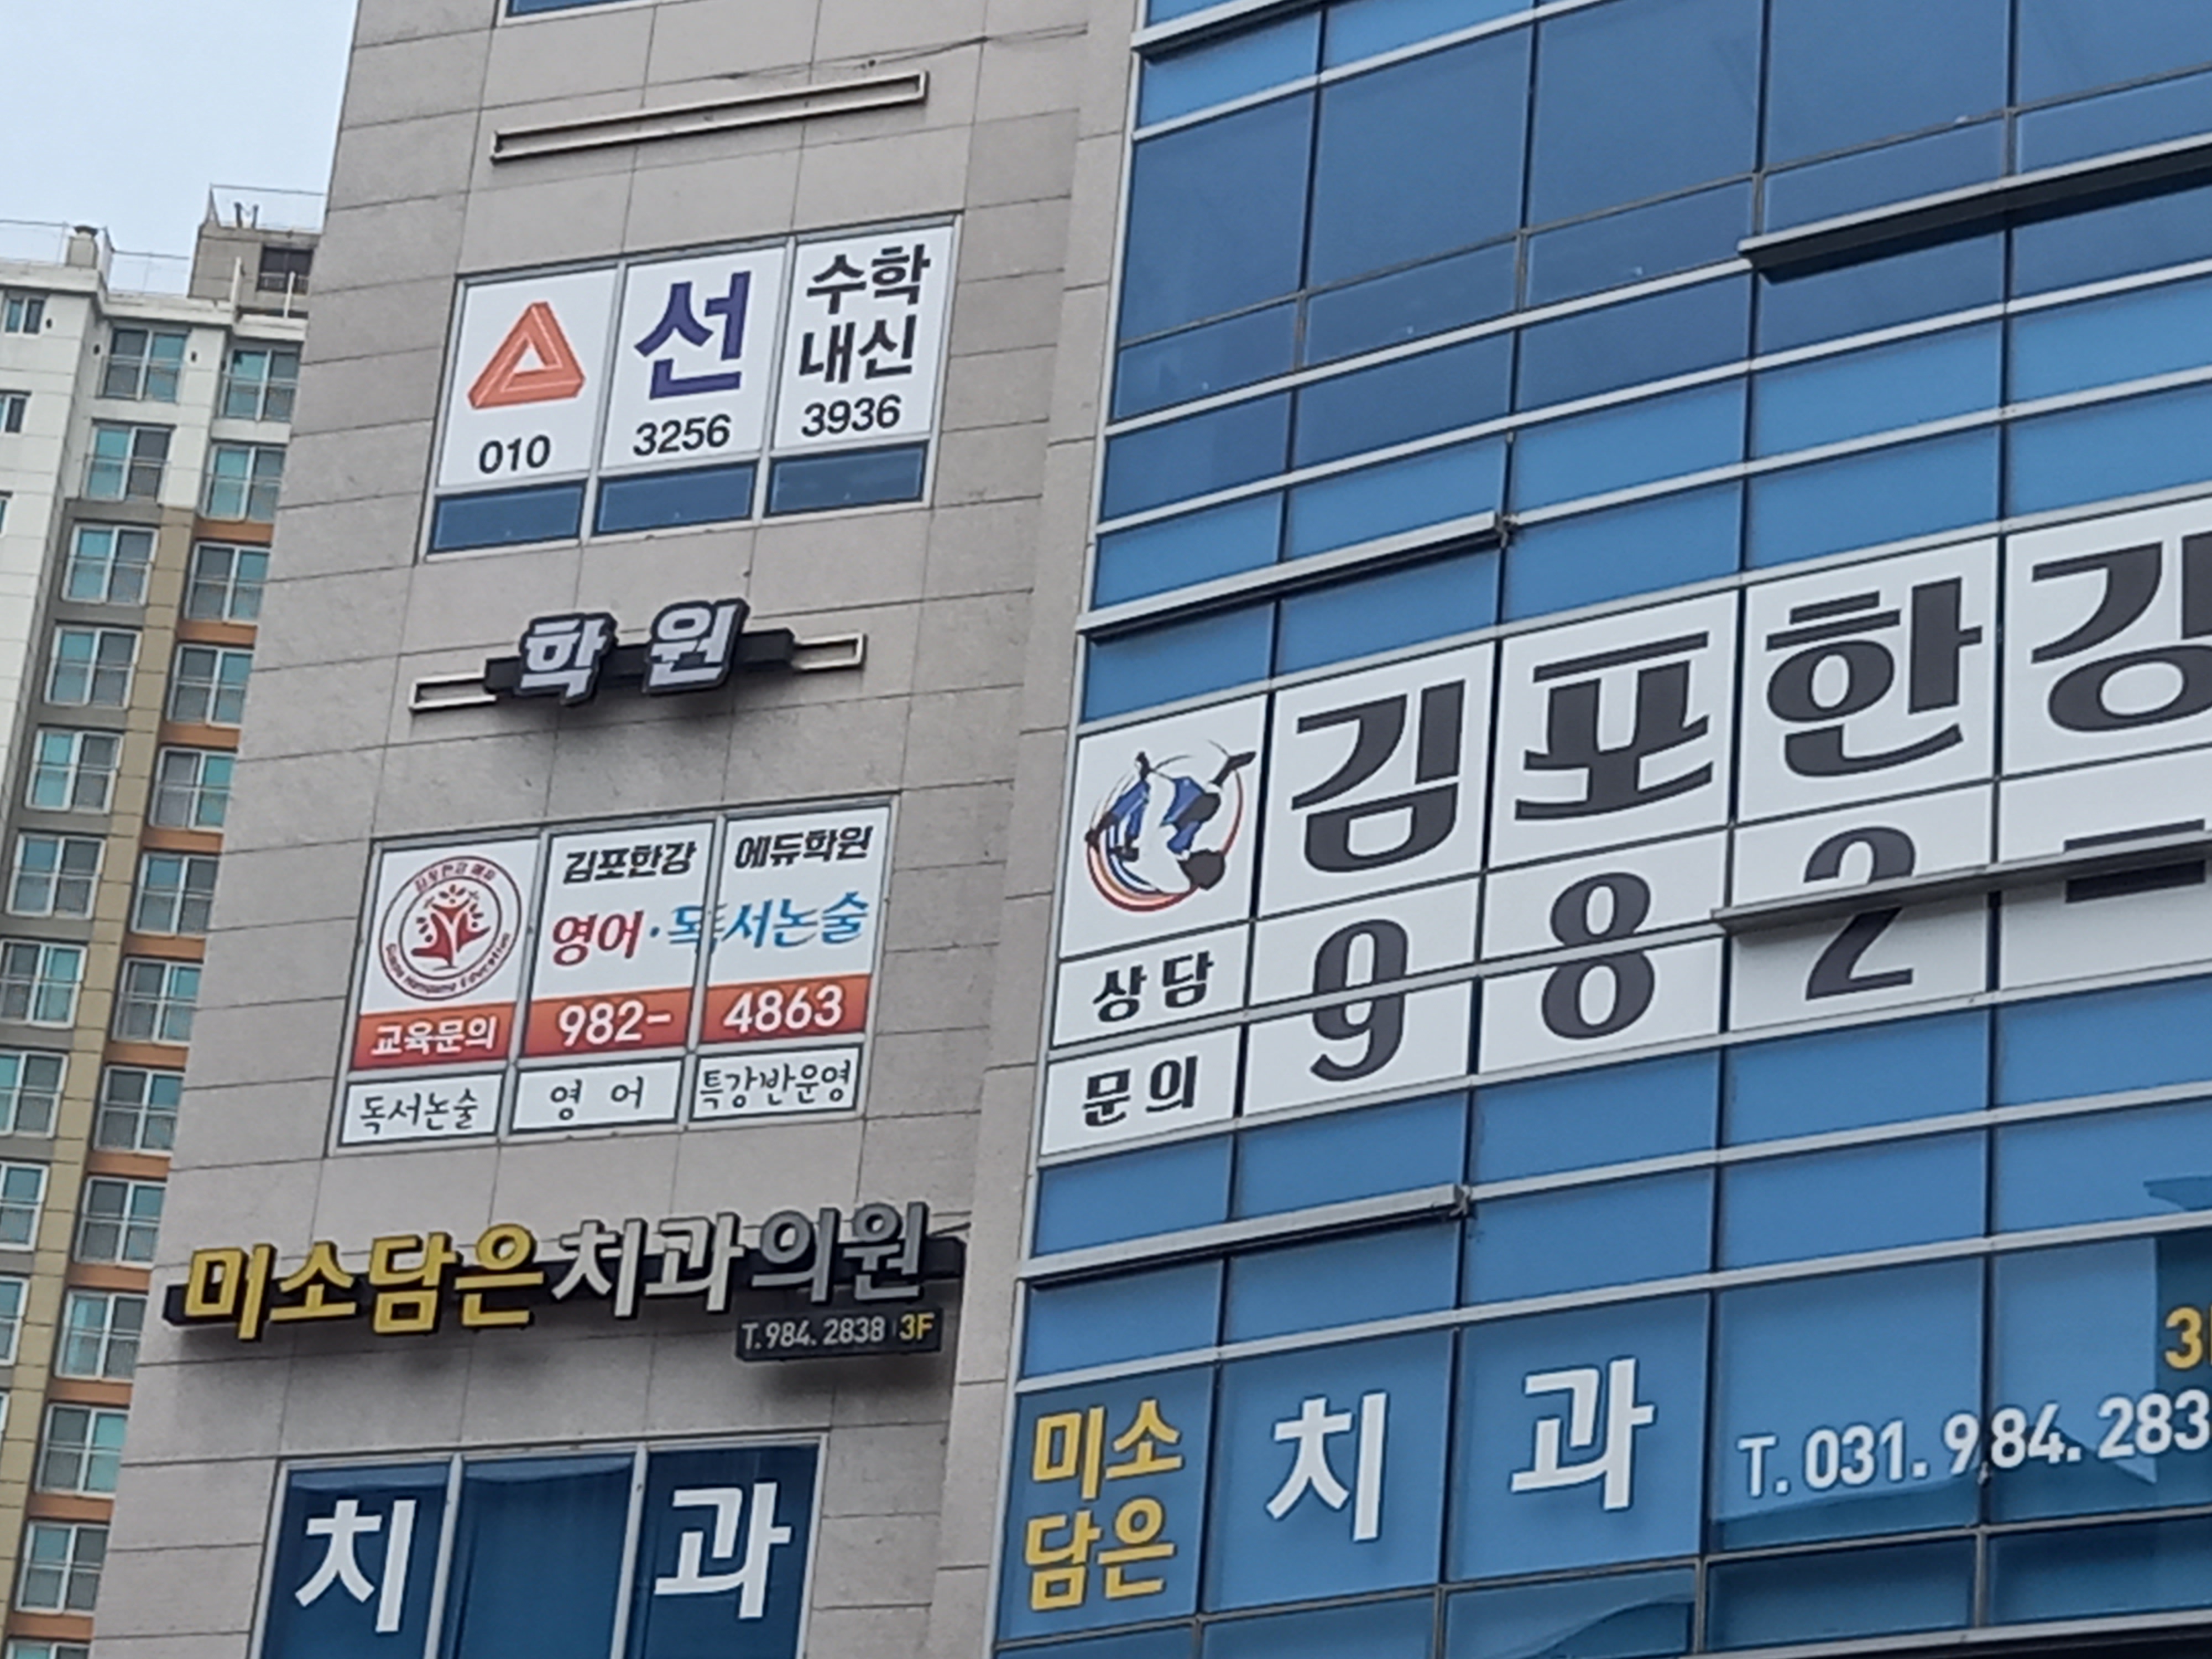 선
수학
내신
010 3256 3936
학원
김포한강 에듀학원
영어·독서논술
교육문의 982-4863
독서논술 영어 특강반운영
미소담은치과의원
T.984.2838 3F
치 과
김포한강
상담
문의
982-
미소
담은
치과
3
T.031.984.283